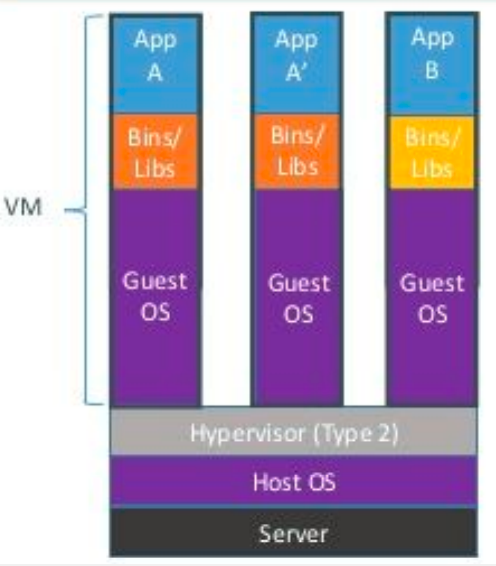 App
A
App
A'
App
B
Bins/
Libs
Bins/
Libs
Bins/
Libs
VM
Guest
OS
Guest
OS
Guest
OS
Hypervisor (Type 2)
Host OS
Server